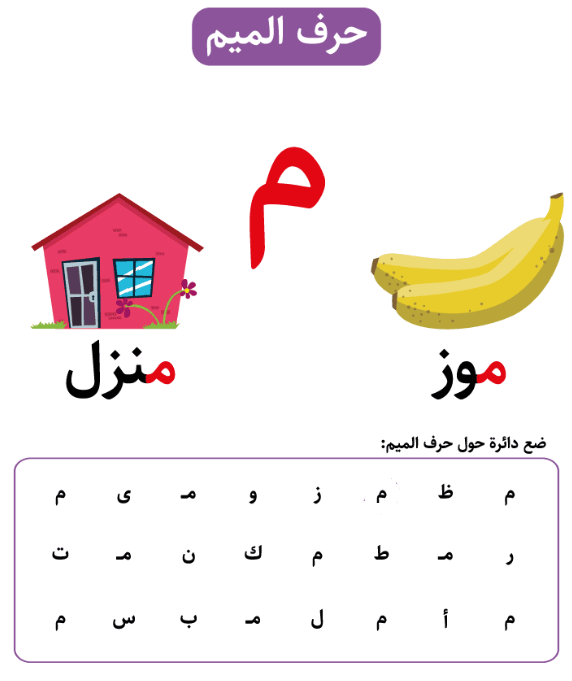 حرف الميم
م
موز
منزل
ضع دائرة حول حرف الميم:
م ظ م ز و مـ ى م
ر مـ ط م ك ن مـ ت
م أ م ل مـ ب س م